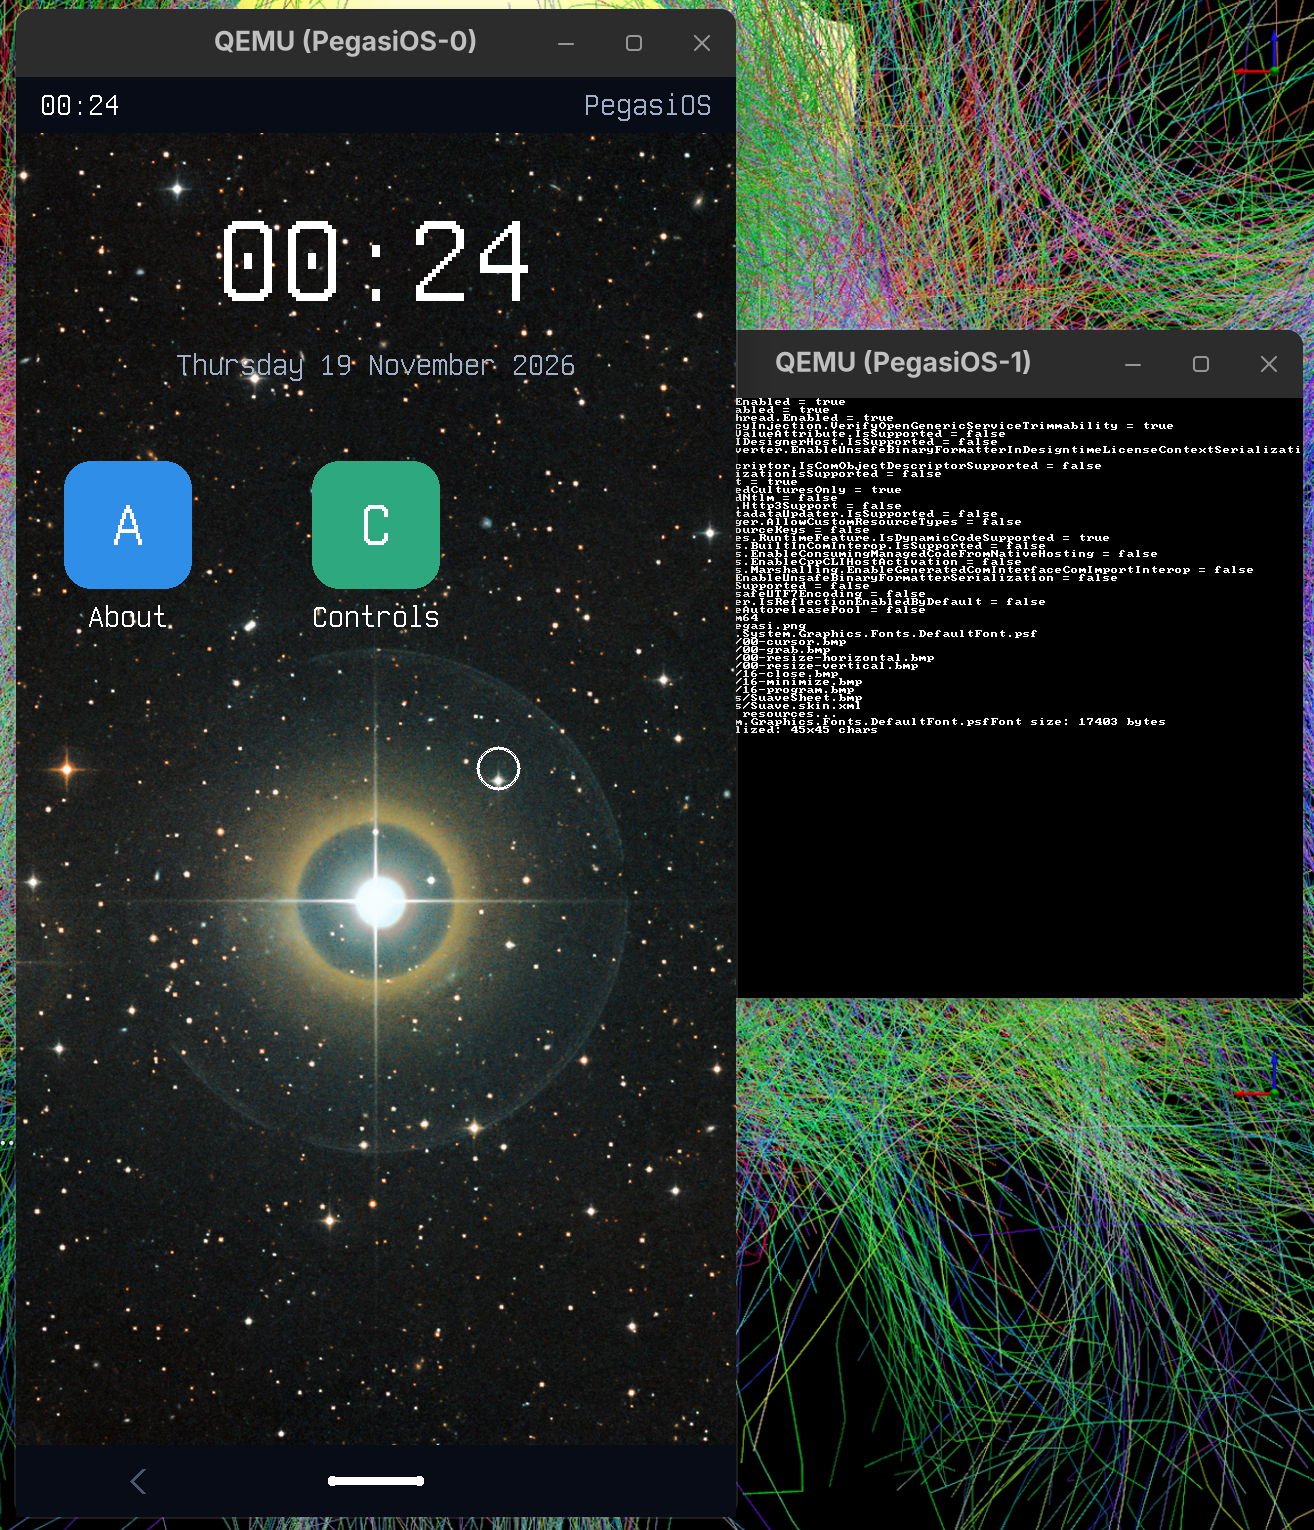 QEMU (PegasiOS-0)
00:24
PegasiOS
00:24
Thursday 19 November 2026
A
C
About
Controls
QEMU (PegasiOS-1)
Enabled = true
abled = true
hread.Enabled = true
cyInjection.VerifyOpenGenericServiceTrimmability = true
ValueAttribute.IsSupported = false
IDesignerHost.IsSupported = false
verter.EnableUnsafeBinaryFormatterInDesigntimeLicenseContextSerializati
criptor.IsComObjectDescriptorSupported = false
izationIsSupported = false
t = true
edCulturesOnly = true
dNtlm = false
.Http3Support = false
tadataUpdater.IsSupported = false
ger.AllowCustomResourceTypes = false
ourceKeys = false
es.RuntimeFeature.IsDynamicCodeSupported = true
s.BuiltInComInterop.IsSupported = false
s.EnableConsumingManagedCodeFromNativeHosting = false
s.EnableCppCLIHostActivation = false
s.Marshalling.EnableGeneratedComInterfaceComImportInterop = false
EnableUnsafeBinaryFormatterSerialization = false
Supported = false
safeUTF7Encoding = false
er.IsReflectionEnabledByDefault = false
eAutoreleasePool = false
m64
egasi.png
.System.Graphics.Fonts.DefaultFont.psf
/00-cursor.bmp
/00-grab.bmp
/00-resize-horizontal.bmp
/00-resize-vertical.bmp
/16-close.bmp
/16-minimize.bmp
/16-program.bmp
s/SuaveSheet.bmp
s/Suave.skin.xml
resources...
m.Graphics.Fonts.DefaultFont.psfFont size: 17403 bytes
lized: 45x45 chars